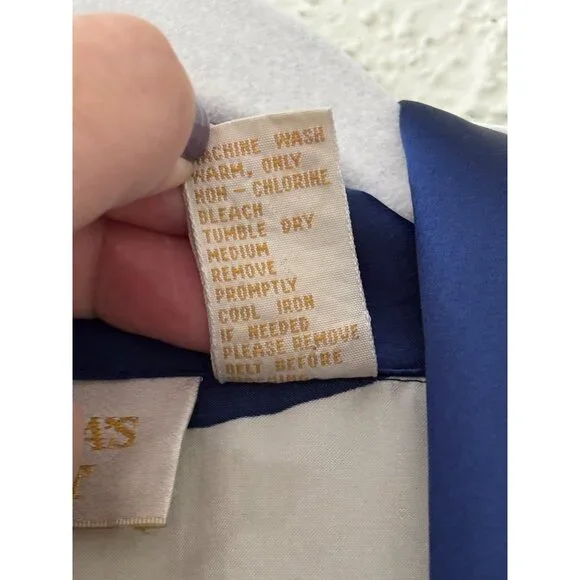 MACHINE WASH
WARM, ONLY
NON-CHLORINE
BLEACH
TUMBLE DRY
MEDIUM
REMOVE
PROMPTLY
COOL IRON
IF NEEDED
PLEASE REMOVE
BELT BEFORE